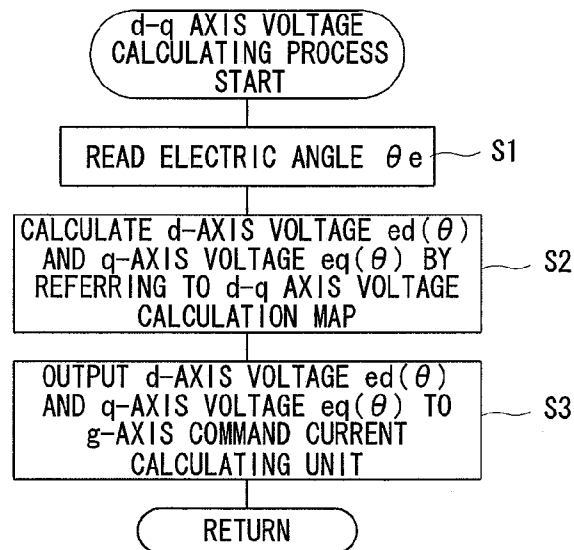 d-q AXIS VOLTAGE
CALCULATING PROCESS
START
READ ELECTRIC ANGLE θe
S1
CALCULATE d-AXIS VOLTAGE ed(θ)
AND q-AXIS VOLTAGE eq(θ) BY
REFERRING TO d-q AXIS VOLTAGE
CALCULATION MAP
S2
OUTPUT d-AXIS VOLTAGE ed(θ)
AND q-AXIS VOLTAGE eq(θ) TO
g-AXIS COMMAND CURRENT
CALCULATING UNIT
S3
RETURN